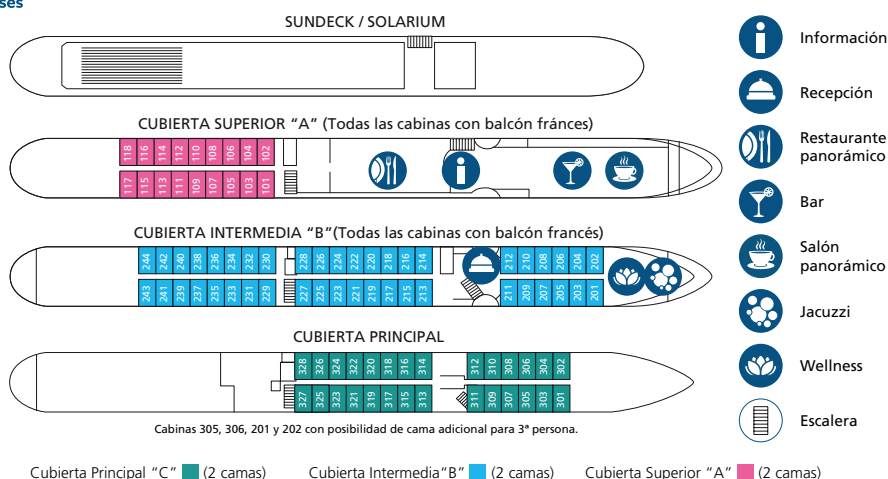 ses
SUNDECK / SOLARIUM
CUBIERTA SUPERIOR “A” (Todas las cabinas con balcón fránces)
118 116 114 112 110 108 106 104 102
117 115 113 111 109 107 105 103 101
CUBIERTA INTERMEDIA “B”(Todas las cabinas con balcón francés)
244 242 240 238 236 234 232 230 228 226 224 222 220 218 216 214 212 210 208 206 204 202
243 241 239 237 235 233 231 229 227 225 223 221 219 217 215 213 211 209 207 205 203 201
CUBIERTA PRINCIPAL
328 326 324 322 320 318 316 314 312 310 308 306 304 302
327 325 323 321 319 317 315 313 311 309 307 305 303 301
Cabinas 305, 306, 201 y 202 con posibilidad de cama adicional para 3ª persona.
Cubierta Principal “C” (2 camas) Cubierta Intermedia“B” (2 camas) Cubierta Superior “A” (2 camas)
Información
Recepción
Restaurante
panorámico
Bar
Salón
panorámico
Jacuzzi
Wellness
Escalera